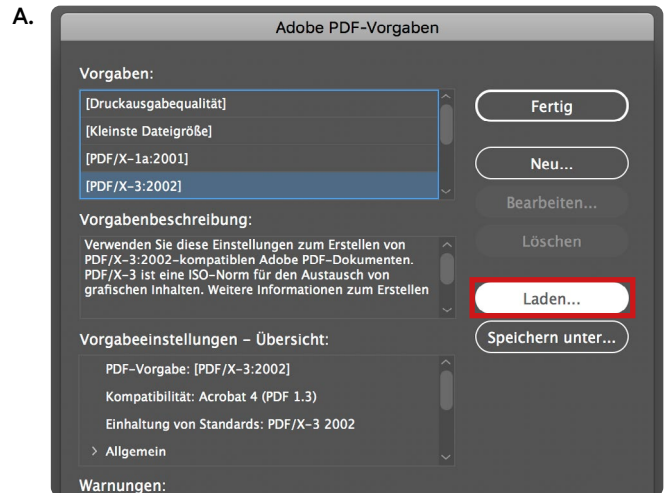 A.
Adobe PDF-Vorgaben
Vorgaben:
[Druckausgabequalität]
[Kleinste Dateigröße]
[PDF/X-1a:2001]
[PDF/X-3:2002]
Fertig
Neu...
Bearbeiten...
Löschen
Laden...
Speichern unter...
Vorgabenbeschreibung:
Verwenden Sie diese Einstellungen zum Erstellen von
PDF/X-3:2002-kompatiblen Adobe PDF-Dokumenten.
PDF/X-3 ist eine ISO-Norm für den Austausch von
grafischen Inhalten. Weitere Informationen zum Erstellen
Vorgabeeinstellungen – Übersicht:
PDF-Vorgabe: [PDF/X-3:2002]
Kompatibilität: Acrobat 4 (PDF 1.3)
Einhaltung von Standards: PDF/X-3 2002
> Allgemein
Warnungen: